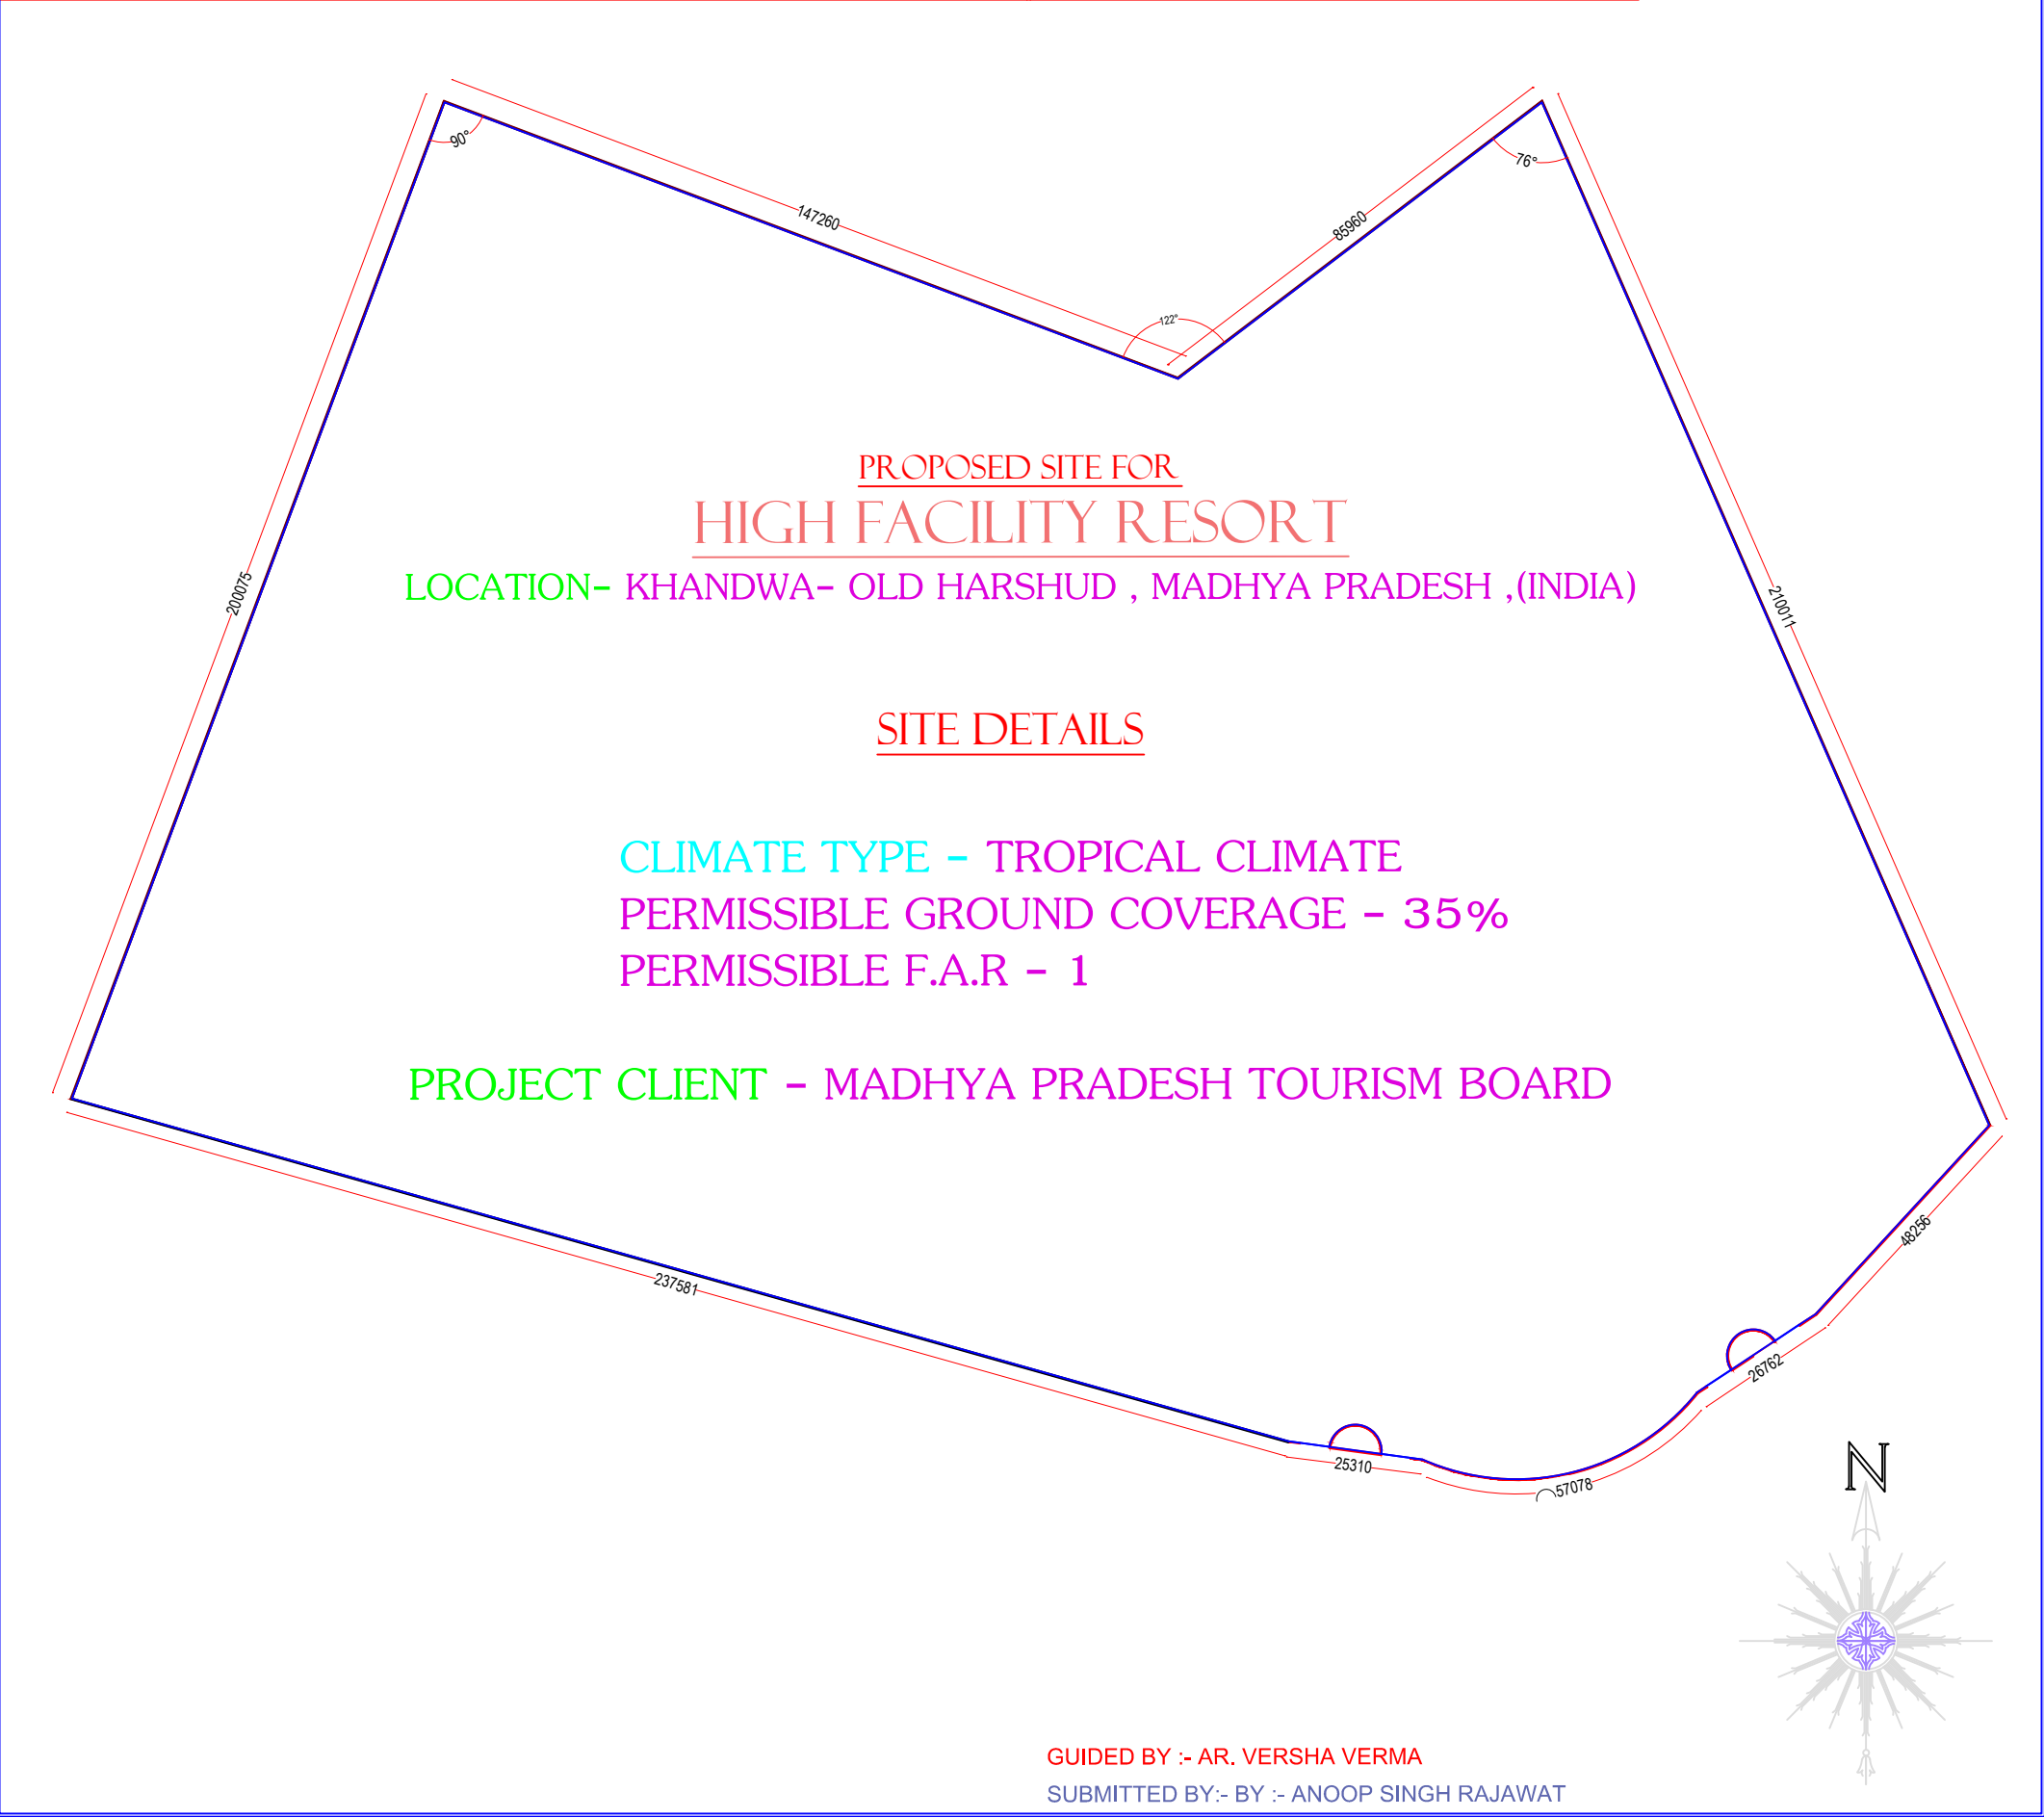 90°
76°
147260
85960
122°
PROPOSED SITE FOR
HIGH FACILITY RESORT
LOCATION- KHANDWA- OLD HARSHUD , MADHYA PRADESH ,(INDIA)
200075
210011
SITE DETAILS
CLIMATE TYPE - TROPICAL CLIMATE
PERMISSIBLE GROUND COVERAGE - 35%
PERMISSIBLE F.A.R - 1
PROJECT CLIENT - MADHYA PRADESH TOURISM BOARD
48256
237581
26762
25310
57078
N
GUIDED BY :- AR. VERSHA VERMA
SUBMITTED BY:- BY :- ANOOP SINGH RAJAWAT